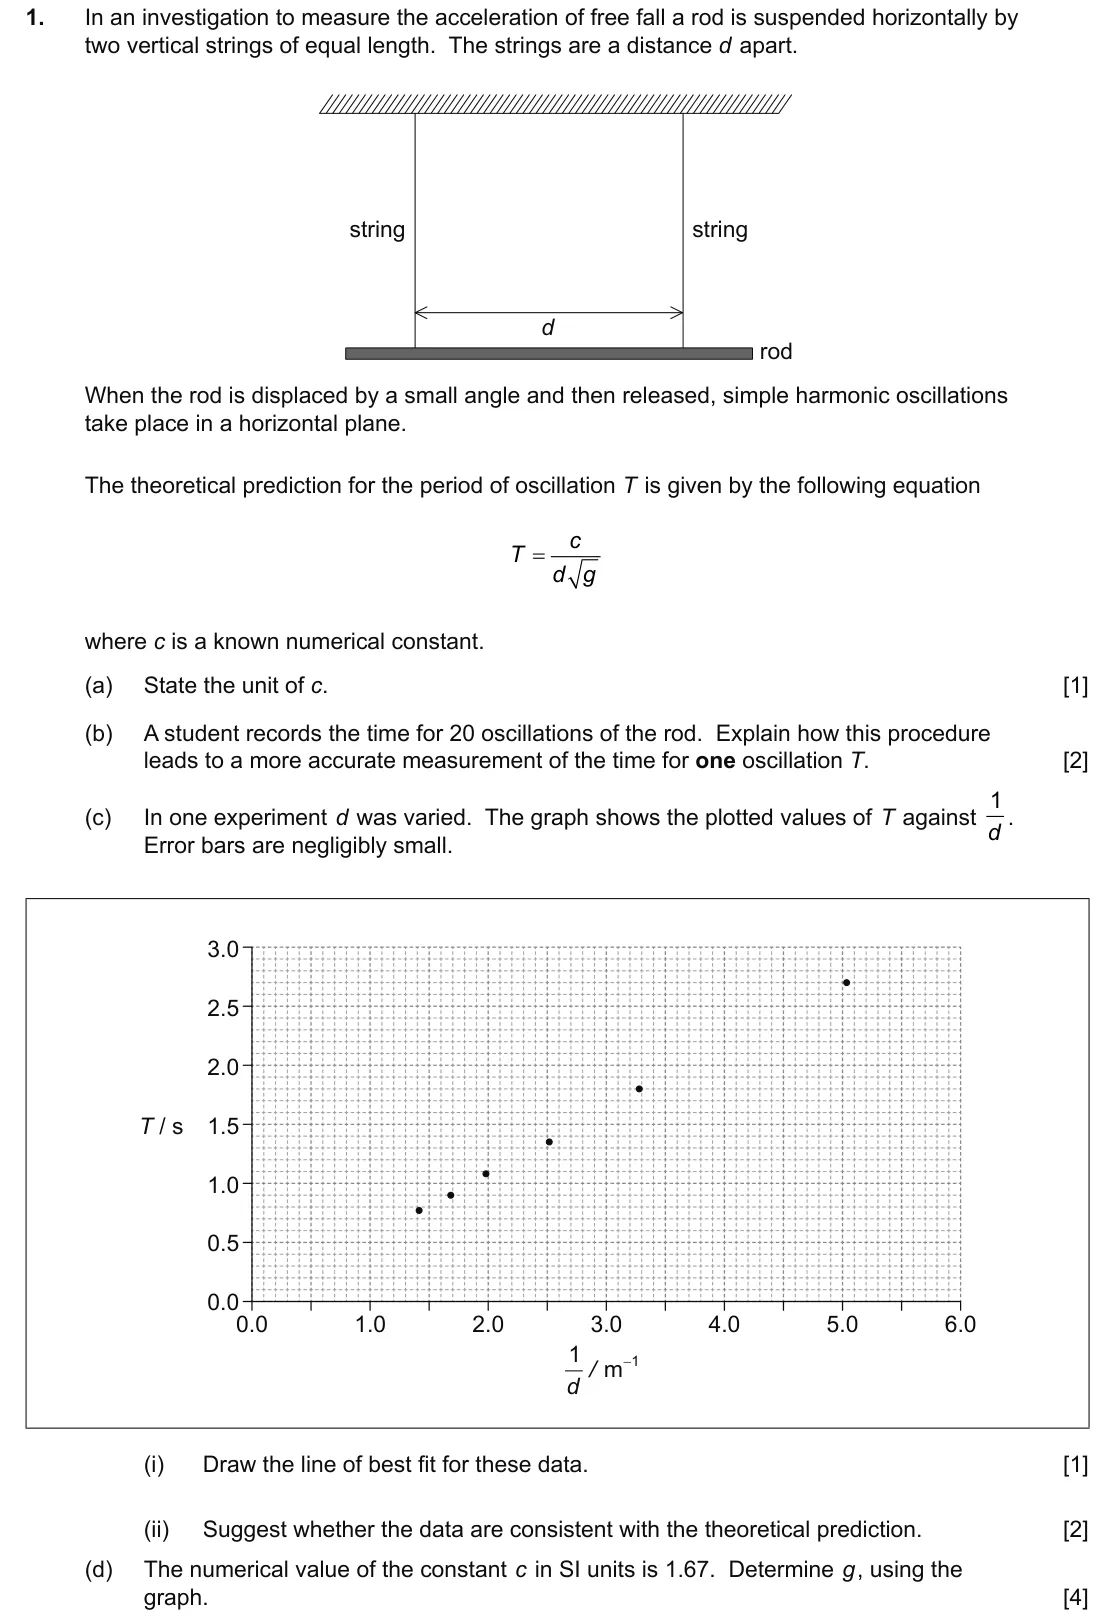 1. In an investigation to measure the acceleration of free fall a rod is suspended horizontally by
two vertical strings of equal length. The strings are a distance d apart.
string string
d
rod
When the rod is displaced by a small angle and then released, simple harmonic oscillations
take place in a horizontal plane.
The theoretical prediction for the period of oscillation T is given by the following equation
T = c / d√g
where c is a known numerical constant.
(a) State the unit of c. [1]
(b) A student records the time for 20 oscillations of the rod. Explain how this procedure
leads to a more accurate measurement of the time for one oscillation T. [2]
(c) In one experiment d was varied. The graph shows the plotted values of T against 1/d.
Error bars are negligibly small.
3.0
2.5
2.0
T / s 1.5
1.0
0.5
0.0
0.0 1.0 2.0 3.0 4.0 5.0 6.0
1/d / m⁻¹
(i) Draw the line of best fit for these data. [1]
(ii) Suggest whether the data are consistent with the theoretical prediction. [2]
(d) The numerical value of the constant c in SI units is 1.67. Determine g, using the
graph. [4]